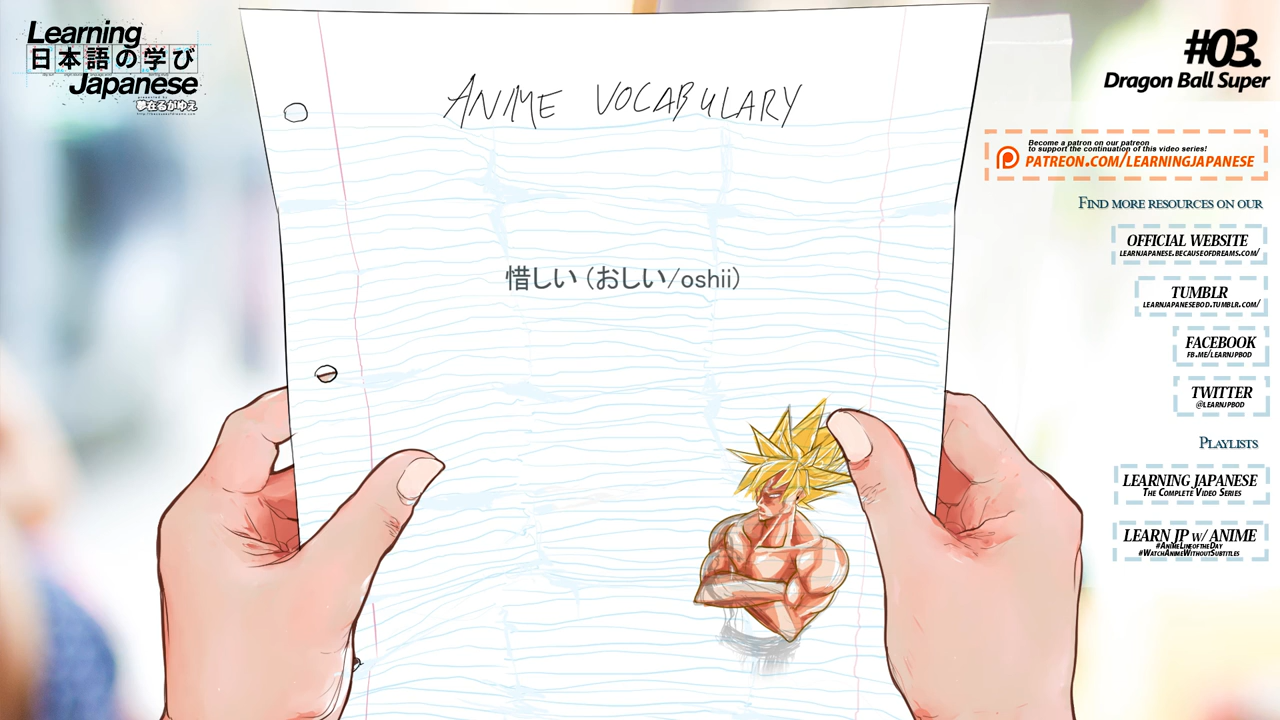 Learning
日本語の学び
Japanese
夢在るがゆえ
#03.
Dragon Ball Super
ANIME VOCABULARY
惜しい (おしい/oshii)
Become a patron on our patreon
to support the continuation of this video series!
PATREON.COM/LEARNINGJAPANESE
FIND MORE RESOURCES ON OUR
OFFICIAL WEBSITE
LEARNJAPANESE.BECAUSEOFDREAMS.COM/
TUMBLR
LEARNJAPANESEBOD.TUMBLR.COM/
FACEBOOK
FB.ME/LEARNJPBOD
TWITTER
@LEARNJPBOD
PLAYLISTS
LEARNING JAPANESE
THE COMPLETE VIDEO SERIES
LEARN JP W/ ANIME
#ANIMELINEOFTHEDAY
#WATCHANIMEWITHOUTSUBTITLES